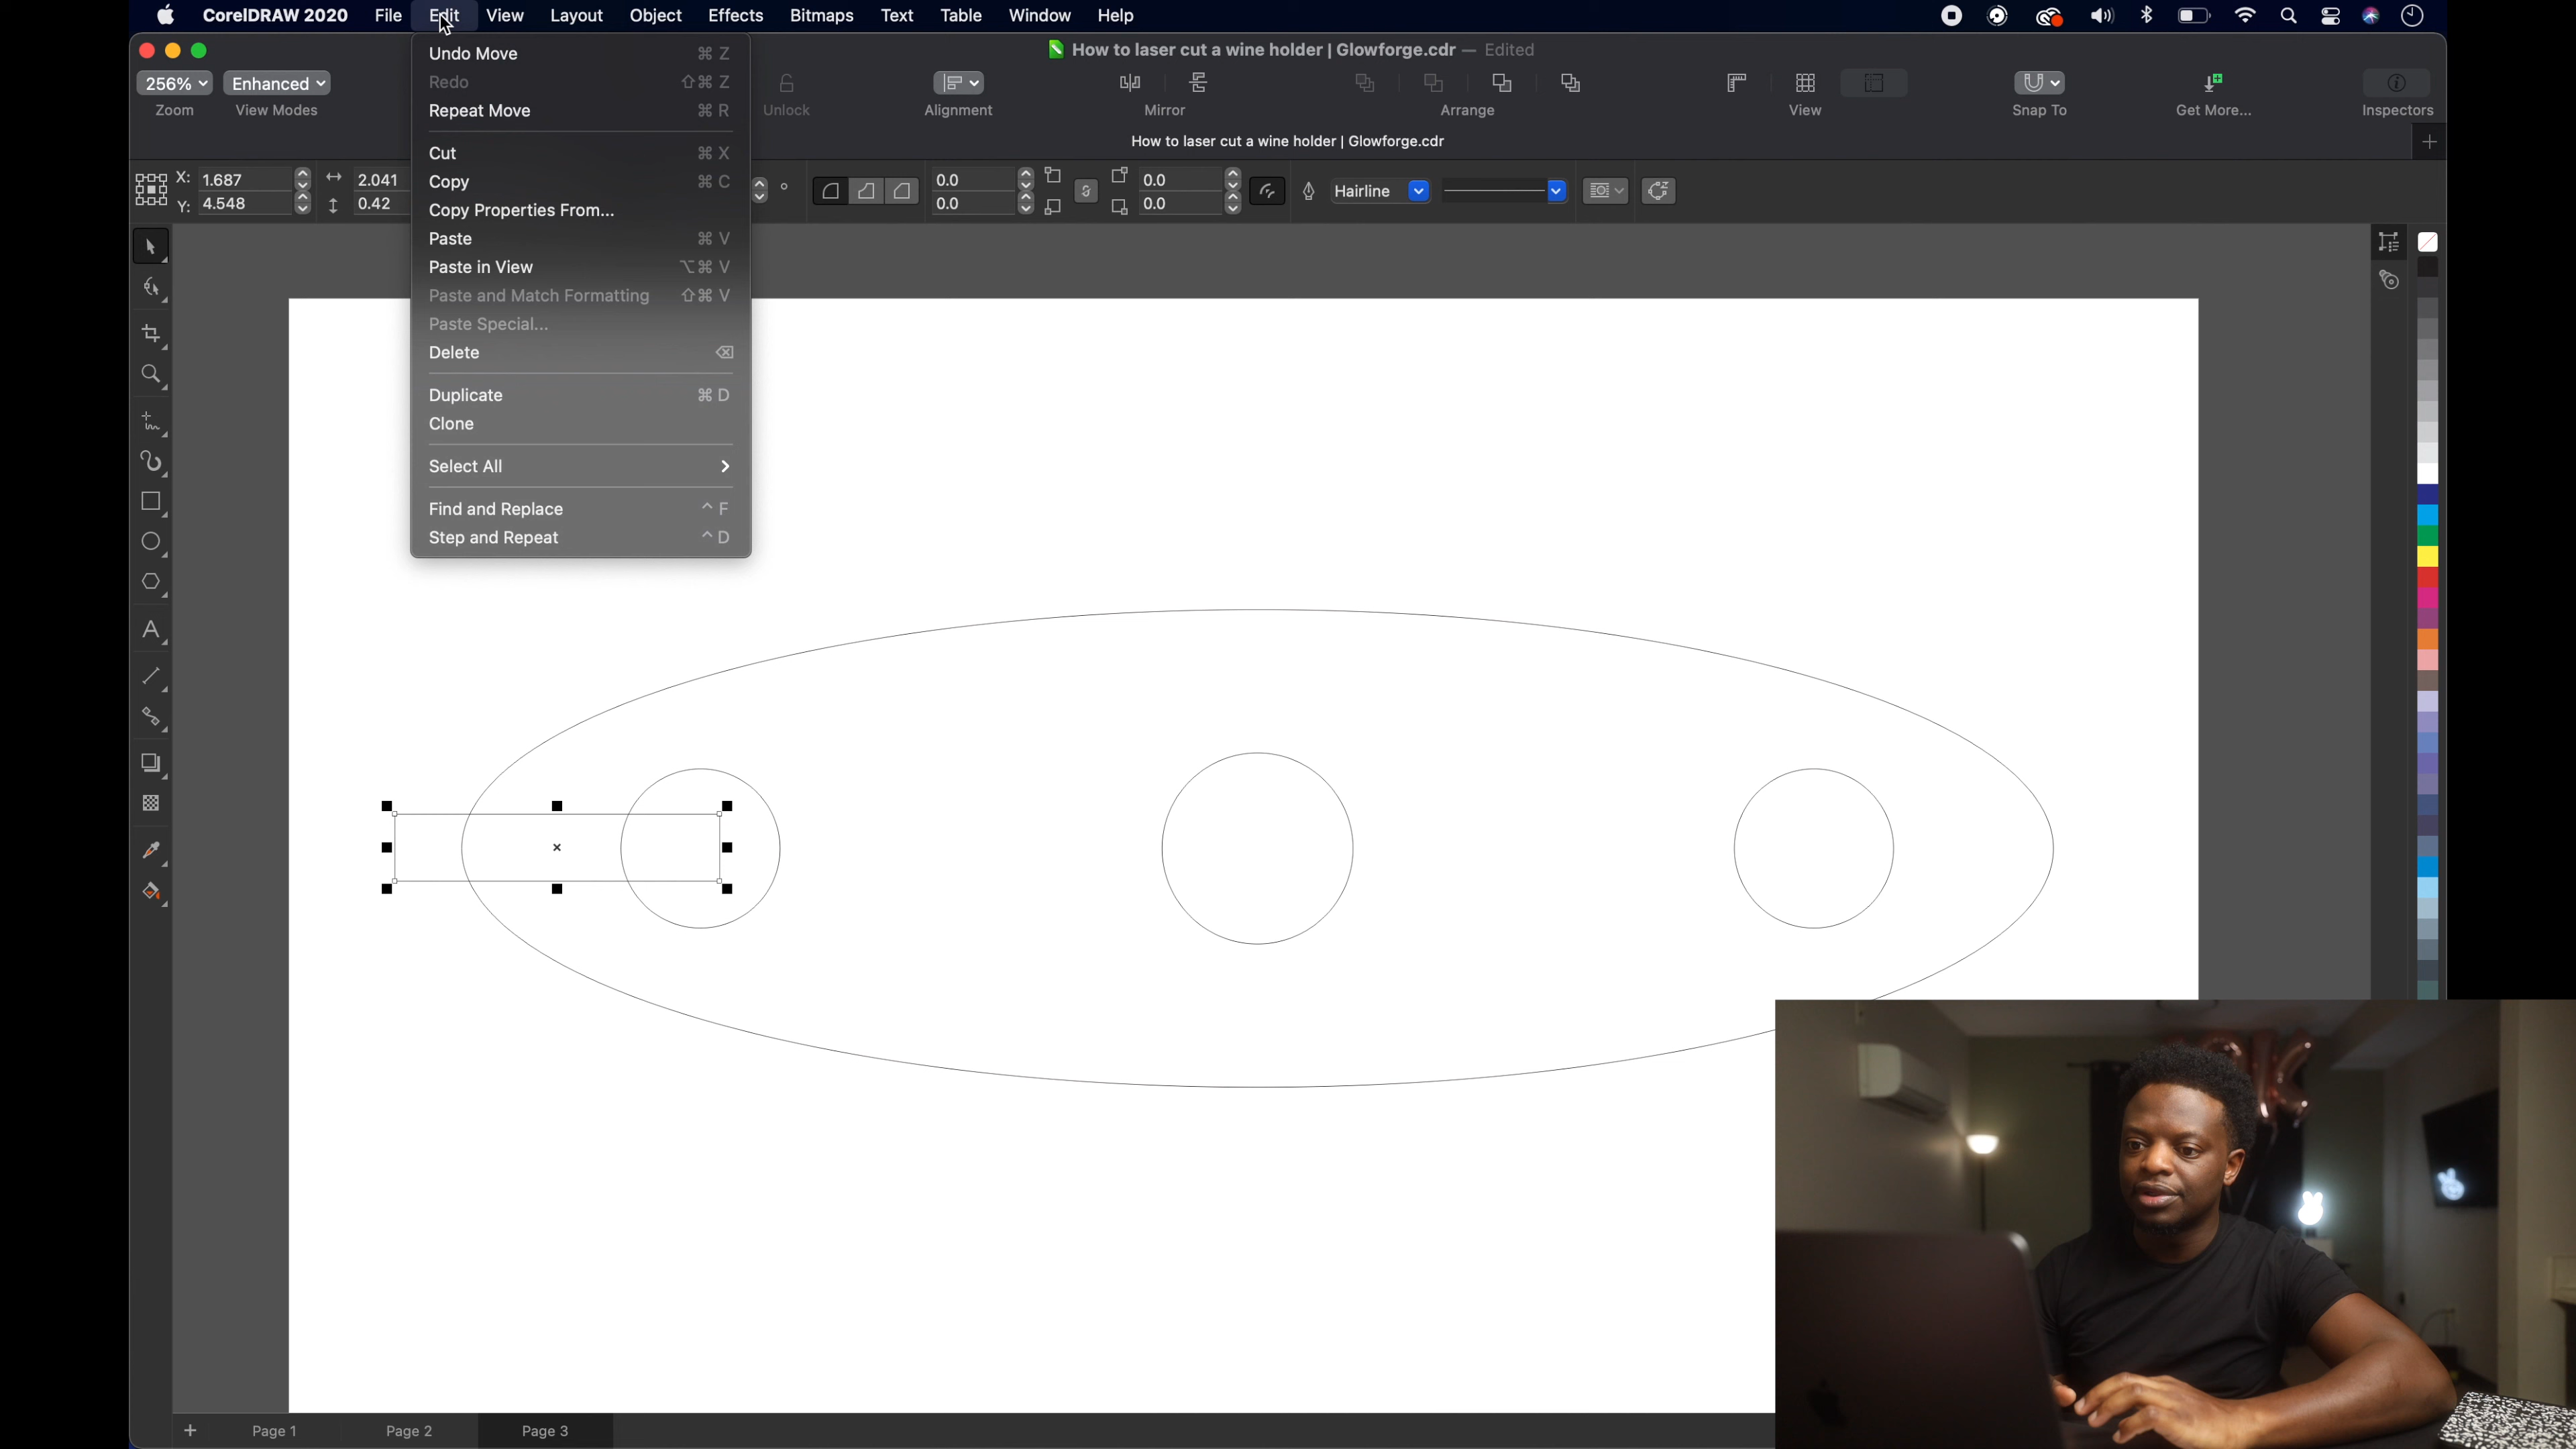 CorelDRAW 2020 File Edit View Layout Object Effects Bitmaps Text Table Window Help
How to laser cut a wine holder | Glowforge.cdr — Edited
256% Enhanced
Zoom View Modes Unlock Alignment Mirror Arrange View Snap To Get More... Inspectors
How to laser cut a wine holder | Glowforge.cdr
X: 1.687 2.041 0.0 0.0
Y: 4.548 0.42 0.0 0.0
Hairline
Undo Move ⌘ Z
Redo ⇧⌘ Z
Repeat Move ⌘ R
Cut ⌘ X
Copy ⌘ C
Copy Properties From...
Paste ⌘ V
Paste in View ⌥⌘ V
Paste and Match Formatting ⇧⌘ V
Paste Special...
Delete ⌫
Duplicate ⌘ D
Clone
Select All
Find and Replace ^ F
Step and Repeat ^ D
Page 1 Page 2 Page 3